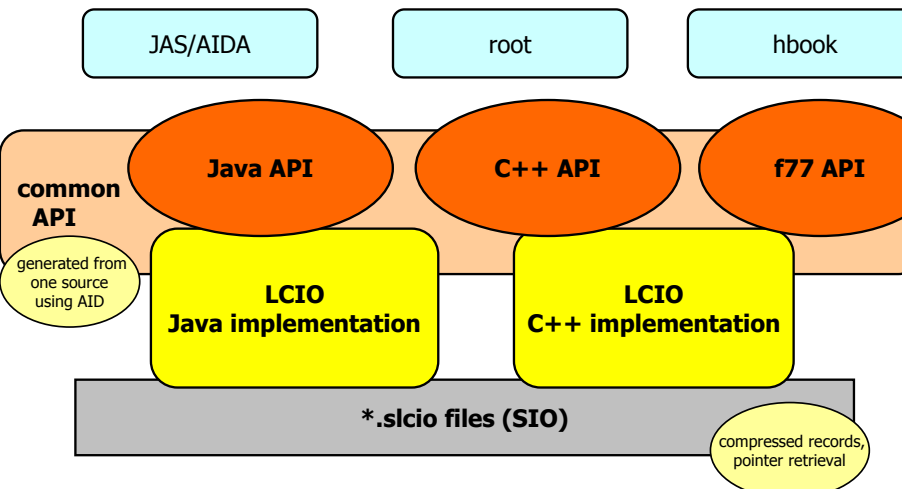 JAS/AIDA
root
hbook
Java API
C++ API
f77 API
common
API
generated from
one source
using AID
LCIO
Java implementation
LCIO
C++ implementation
*.slcio files (SIO)
compressed records,
pointer retrieval